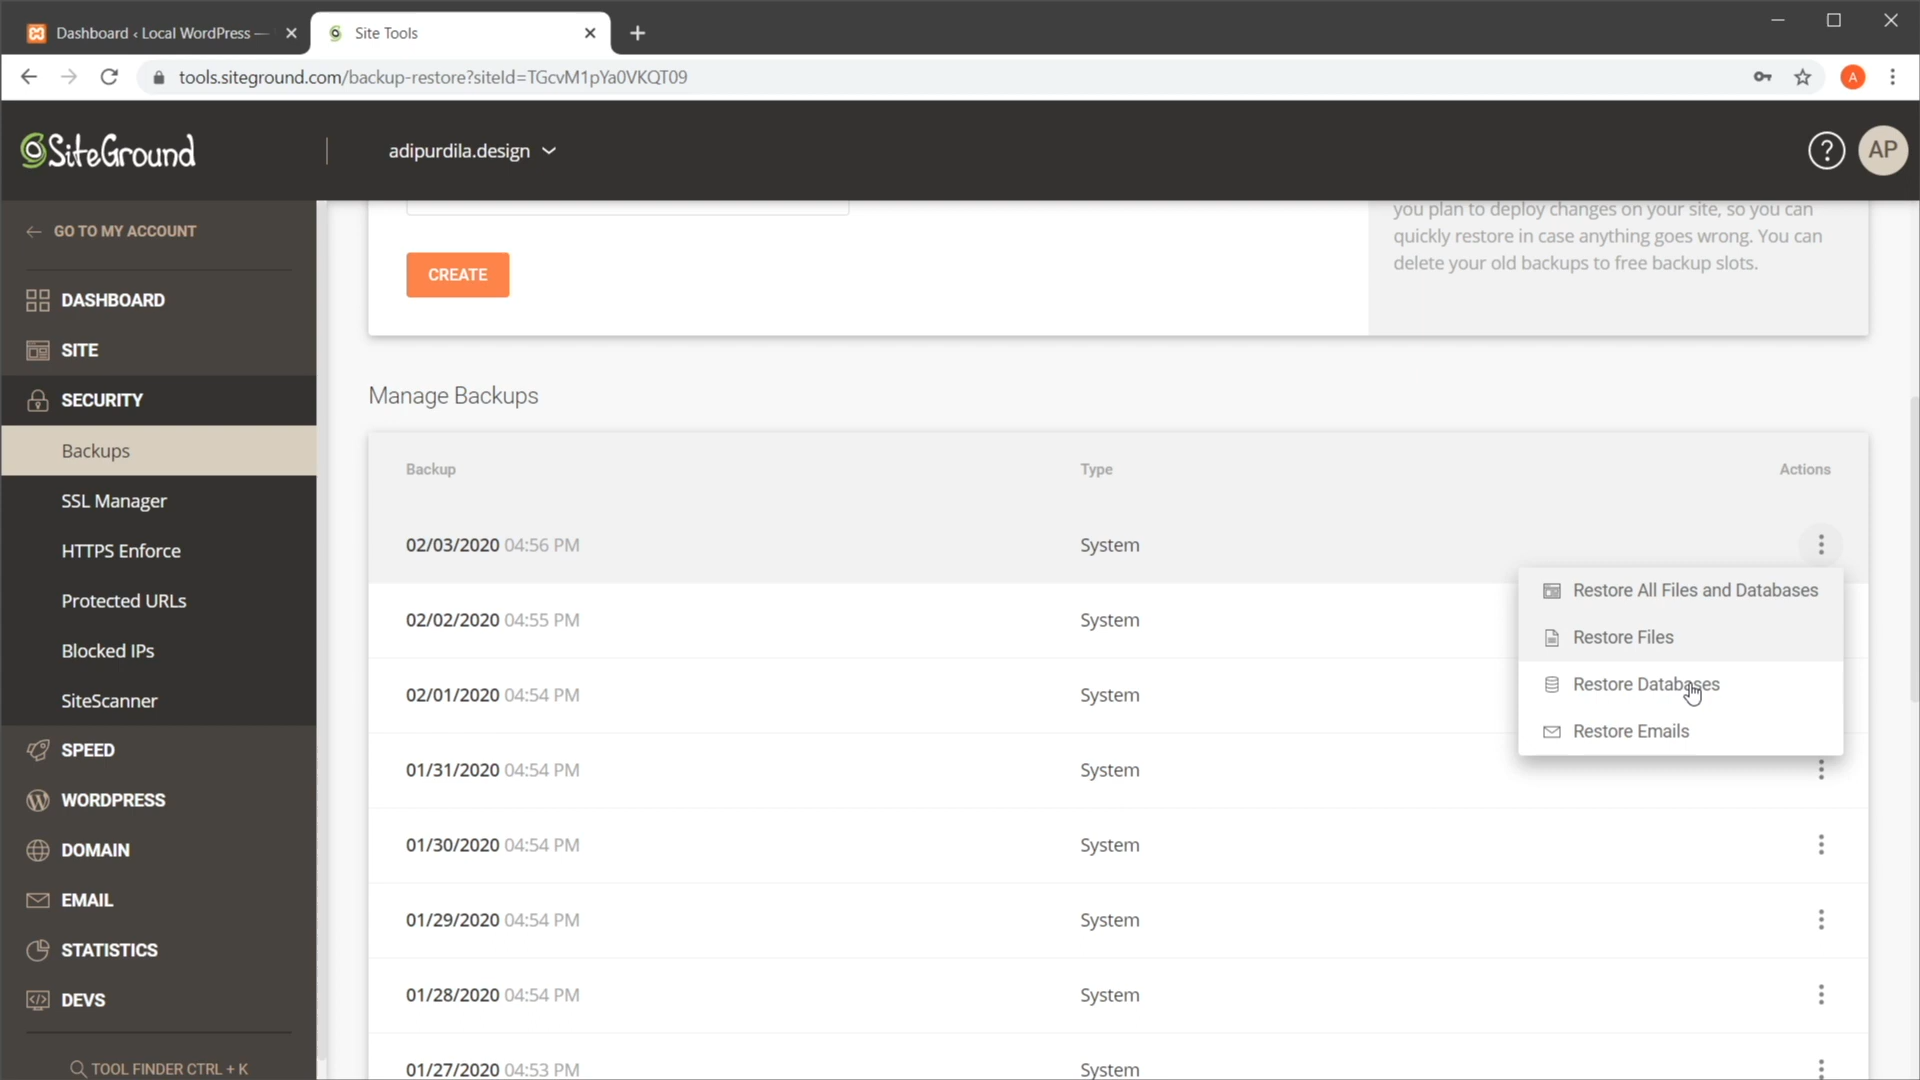 Dashboard ‹ Local WordPress —
Site Tools
tools.siteground.com/backup-restore?siteId=TGcvM1pYa0VKQT09
A
SiteGround
adipurdila.design
?
AP
GO TO MY ACCOUNT
DASHBOARD
SITE
SECURITY
Backups
SSL Manager
HTTPS Enforce
Protected URLs
Blocked IPs
SiteScanner
SPEED
WORDPRESS
DOMAIN
EMAIL
STATISTICS
DEVS
TOOL FINDER CTRL + K
CREATE
you plan to deploy changes on your site, so you can
quickly restore in case anything goes wrong. You can
delete your old backups to free backup slots.
Manage Backups
Backup Type Actions
02/03/2020 04:56 PM System
02/02/2020 04:55 PM System
02/01/2020 04:54 PM System
01/31/2020 04:54 PM System
01/30/2020 04:54 PM System
01/29/2020 04:54 PM System
01/28/2020 04:54 PM System
01/27/2020 04:53 PM System
Restore All Files and Databases
Restore Files
Restore Databases
Restore Emails